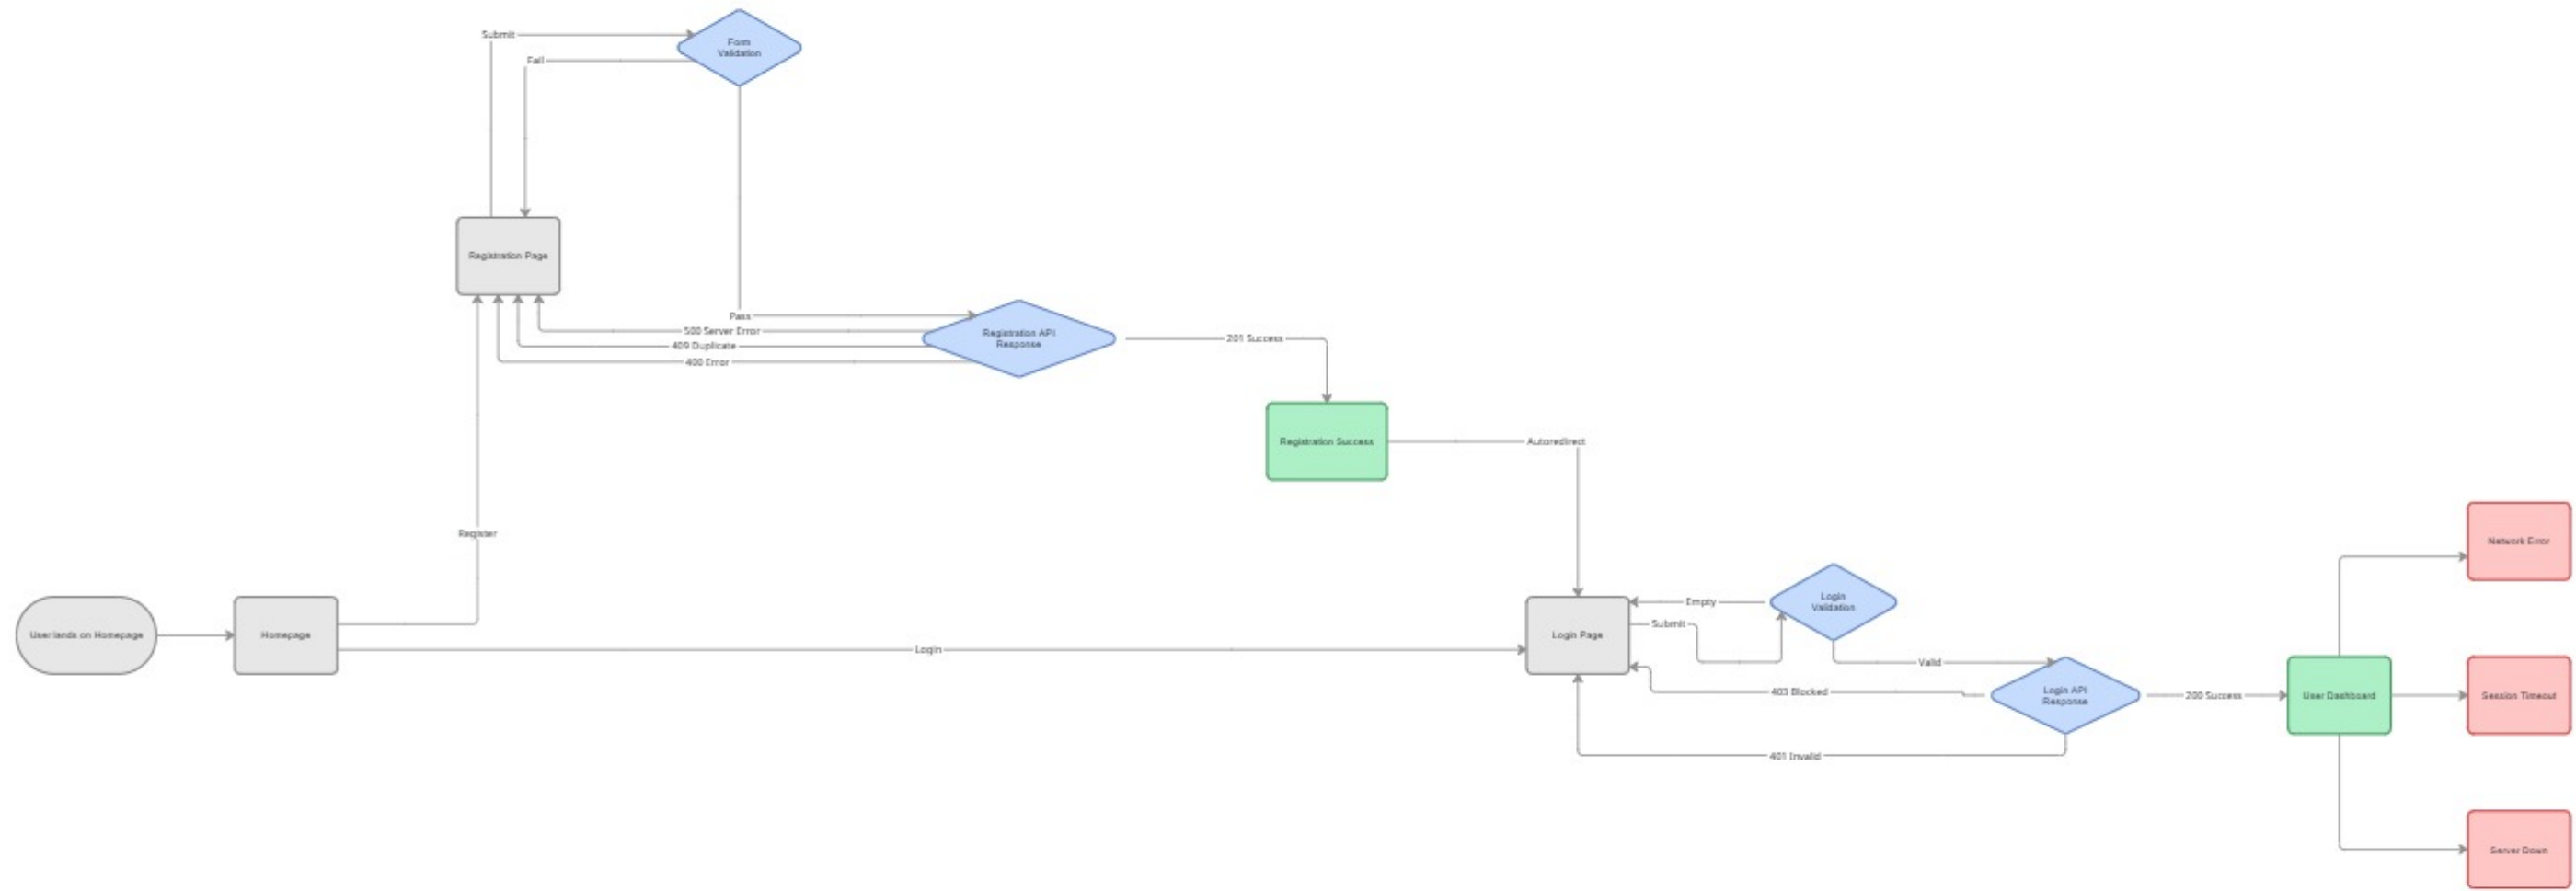 Submit
Form
Validation
Fail
Registration Page
Pass
500 Server Error
409 Duplicate
400 Error
Registration API
Response
201 Success
Registration Success
Autoredirect
Register
User lands on Homepage
Homepage
Login
Login Page
Empty
Submit
Login
Validation
Valid
403 Blocked
401 Invalid
Login API
Response
200 Success
User Dashboard
Network Error
Session Timeout
Server Down